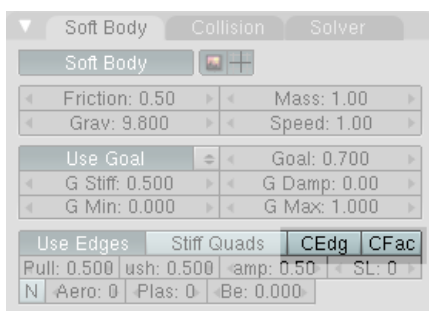 Soft Body Collision Solver
Soft Body
Friction: 0.50 Mass: 1.00
Grav: 9.800 Speed: 1.00
Use Goal Goal: 0.700
G Stiff: 0.500 G Damp: 0.00
G Min: 0.000 G Max: 1.000
Use Edges Stiff Quads CEdg CFac
Pull: 0.500 ush: 0.500 amp: 0.50 SL: 0
N Aero: 0 Plas: 0 Be: 0.000